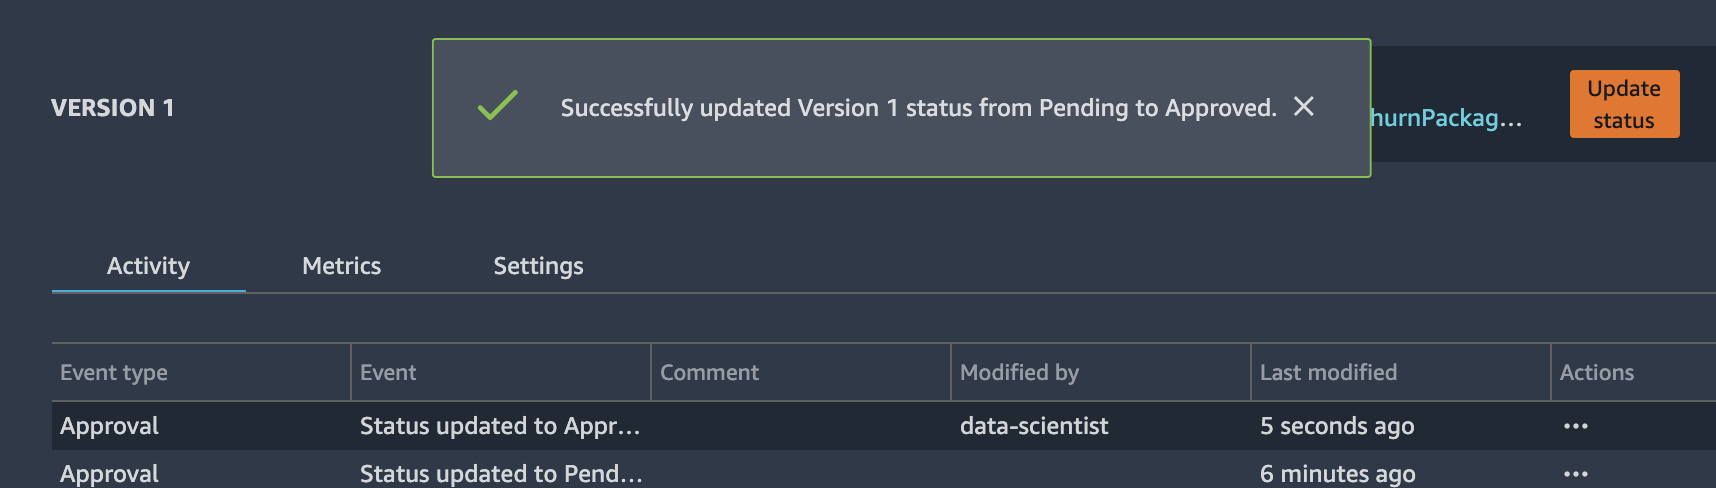 VERSION 1
Successfully updated Version 1 status from Pending to Approved.
hurnPackag...
Update
status
Activity Metrics Settings
Event type Event Comment Modified by Last modified Actions
Approval Status updated to Appr... data-scientist 5 seconds ago ...
Approval Status updated to Pend... 6 minutes ago ...